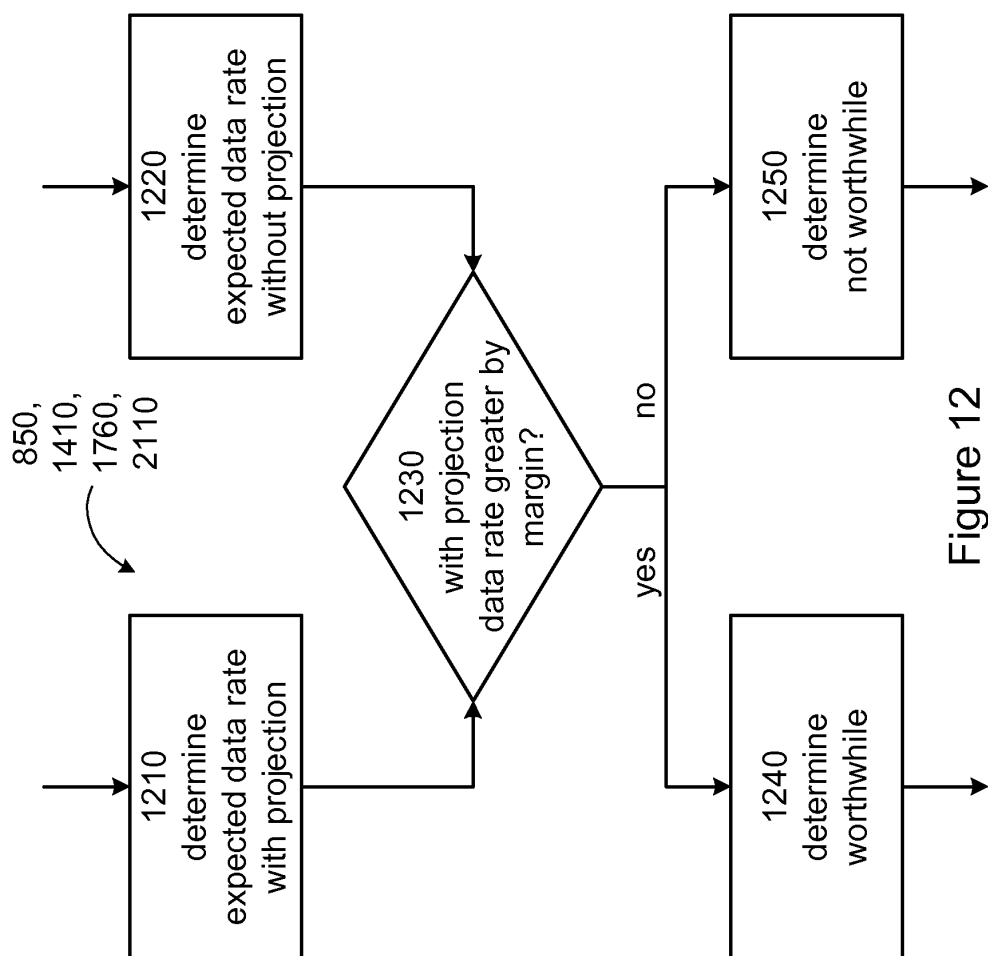 850,
1410,
1760,
2110
1210
determine
expected data rate
with projection
1220
determine
expected data rate
without projection
1230
with projection
data rate greater by
margin?
yes
no
1240
determine
worthwhile
1250
determine
not worthwhile
Figure 12